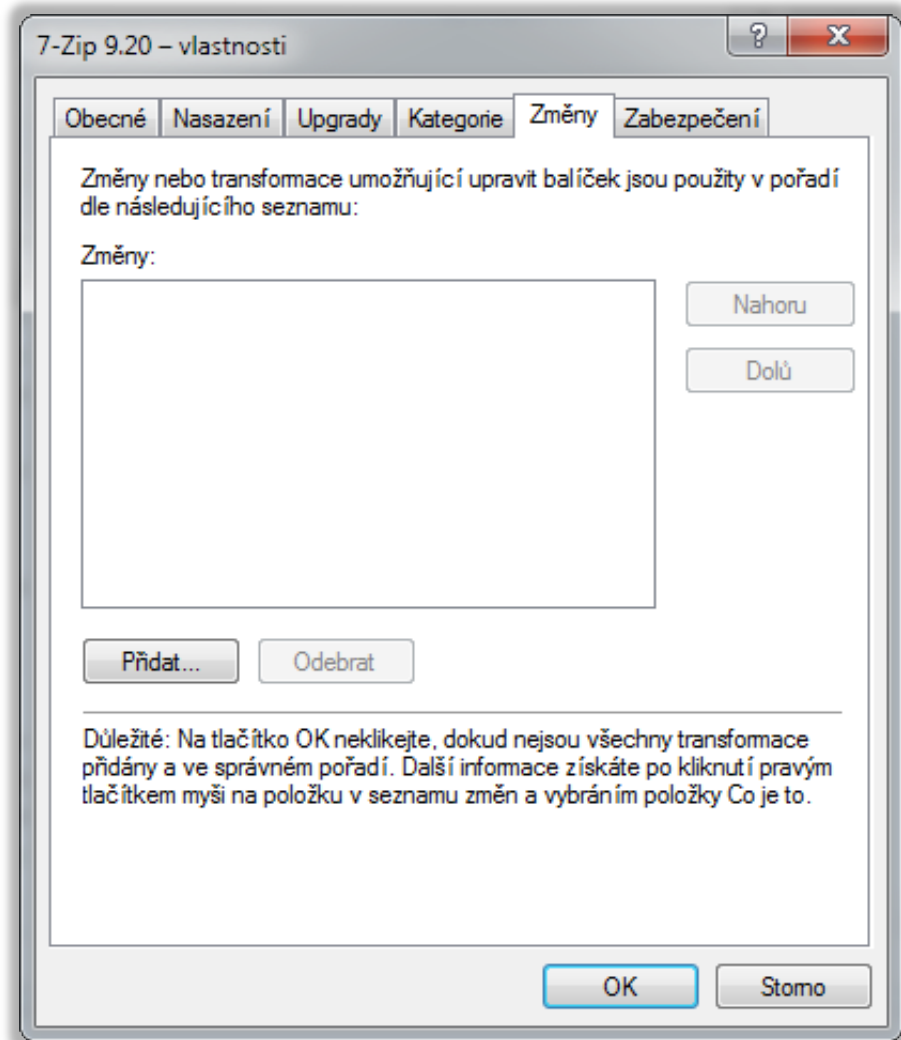 7-Zip 9.20 – vlastnosti
Obecné Nasazení Upgrady Kategorie Změny Zabezpečení
Změny nebo transformace umožňující upravit balíček jsou použity v pořadí
dle následujícího seznamu:
Změny:
Nahoru
Dolů
Přidat... Odebrat
Důležité: Na tlačítko OK neklikejte, dokud nejsou všechny transformace
přidány a ve správném pořadí. Další informace získáte po kliknutí pravým
tlačítkem myši na položku v seznamu změn a vybráním položky Co je to.
OK Storno